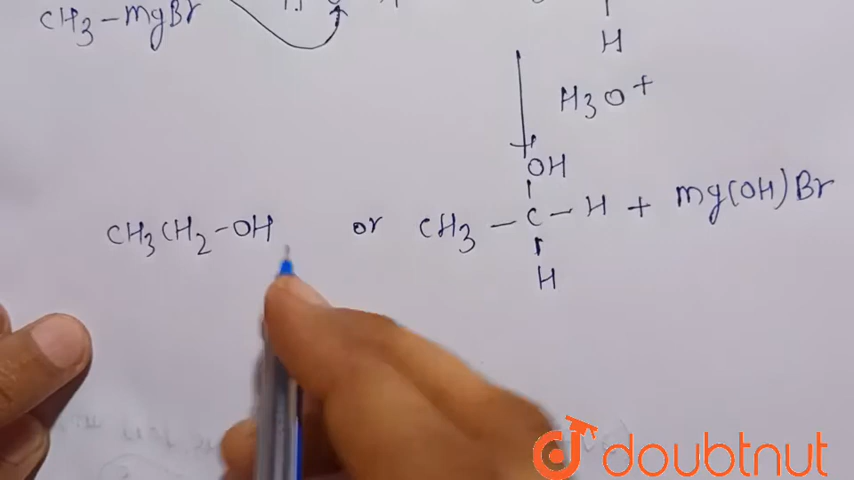 CH3-MgBr
H
H3O+
OH
CH3CH2-OH or CH3-C-H + Mg(OH)Br
H
doubtnut